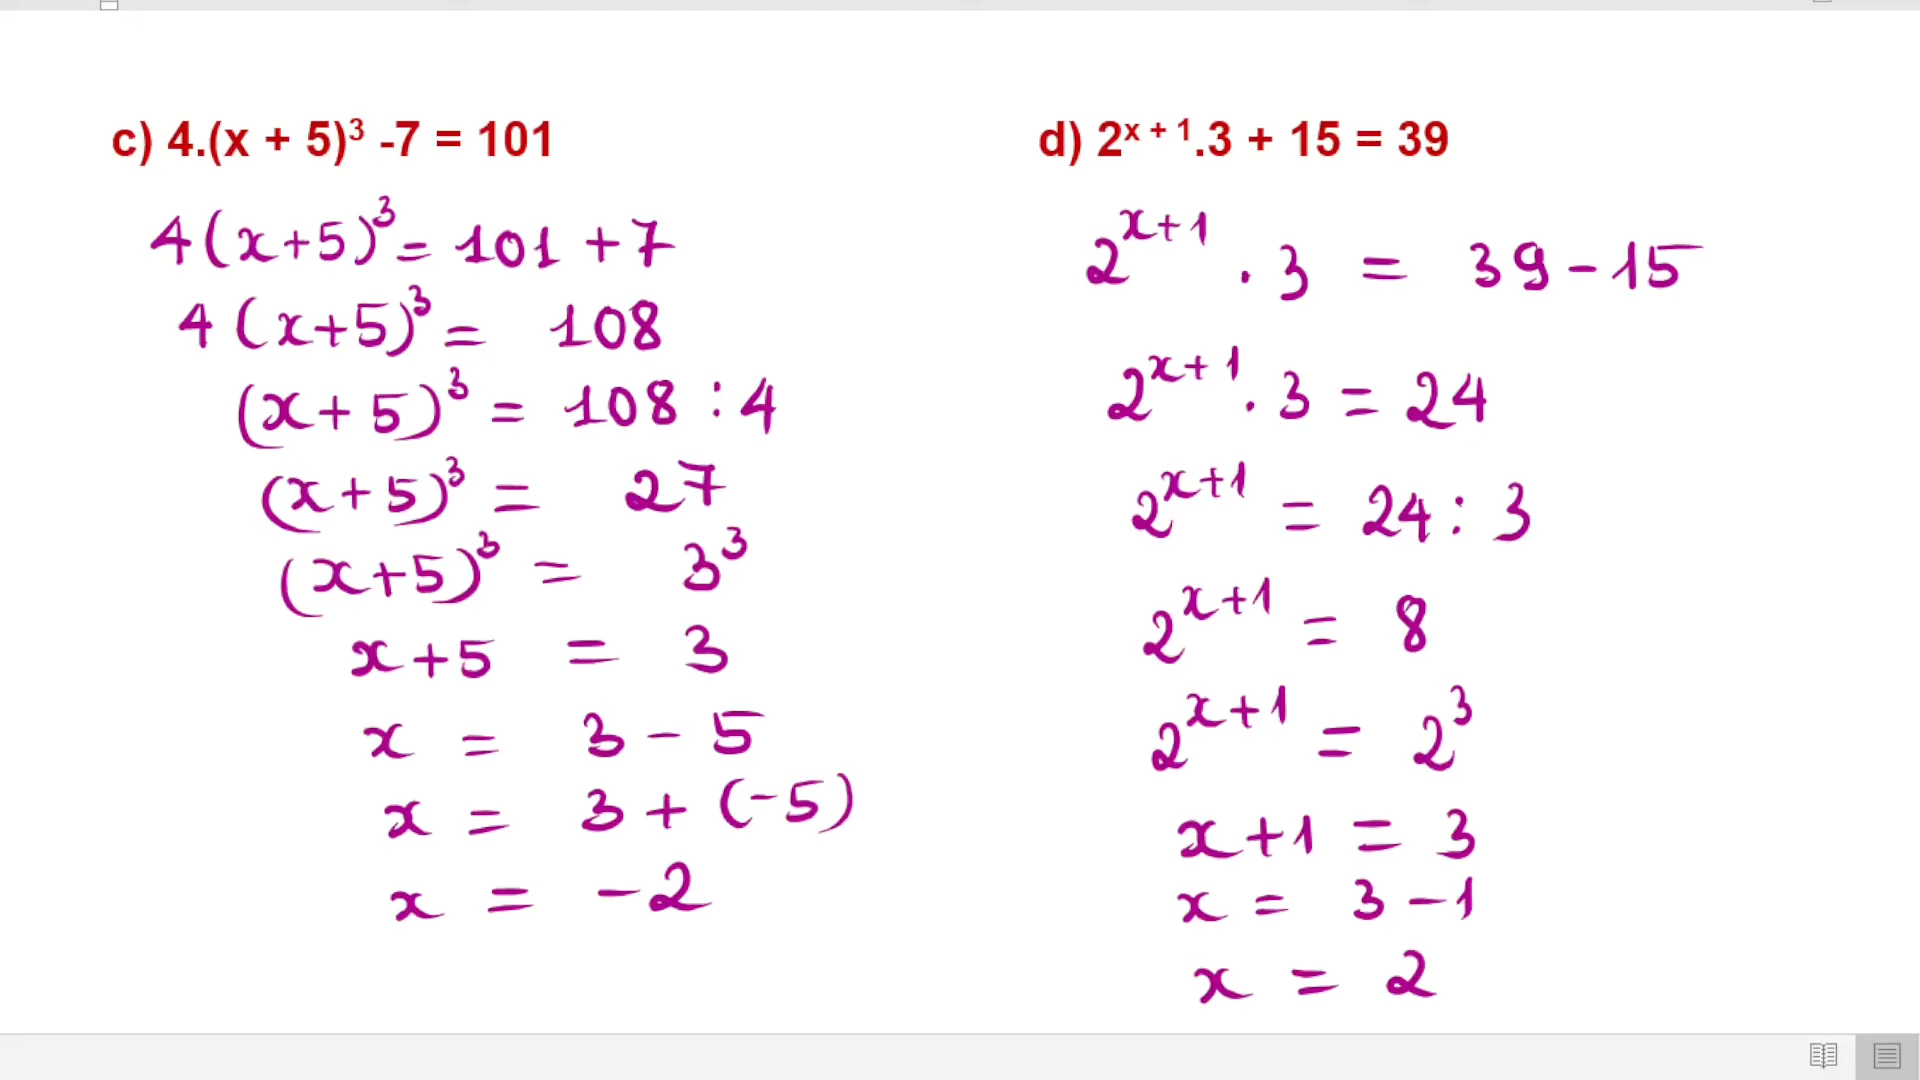 c) 4.(x + 5)³ -7 = 101
4(x+5)³ = 101 + 7
4(x+5)³ = 108
(x+5)³ = 108 : 4
(x+5)³ = 27
(x+5)³ = 3³
x+5 = 3
x = 3 - 5
x = 3 + (-5)
x = -2
d) 2ˣ ⁺ ¹.3 + 15 = 39
2ˣ⁺¹ . 3 = 39 - 15
2ˣ⁺¹ . 3 = 24
2ˣ⁺¹ = 24 : 3
2ˣ⁺¹ = 8
2ˣ⁺¹ = 2³
x+1 = 3
x = 3 - 1
x = 2